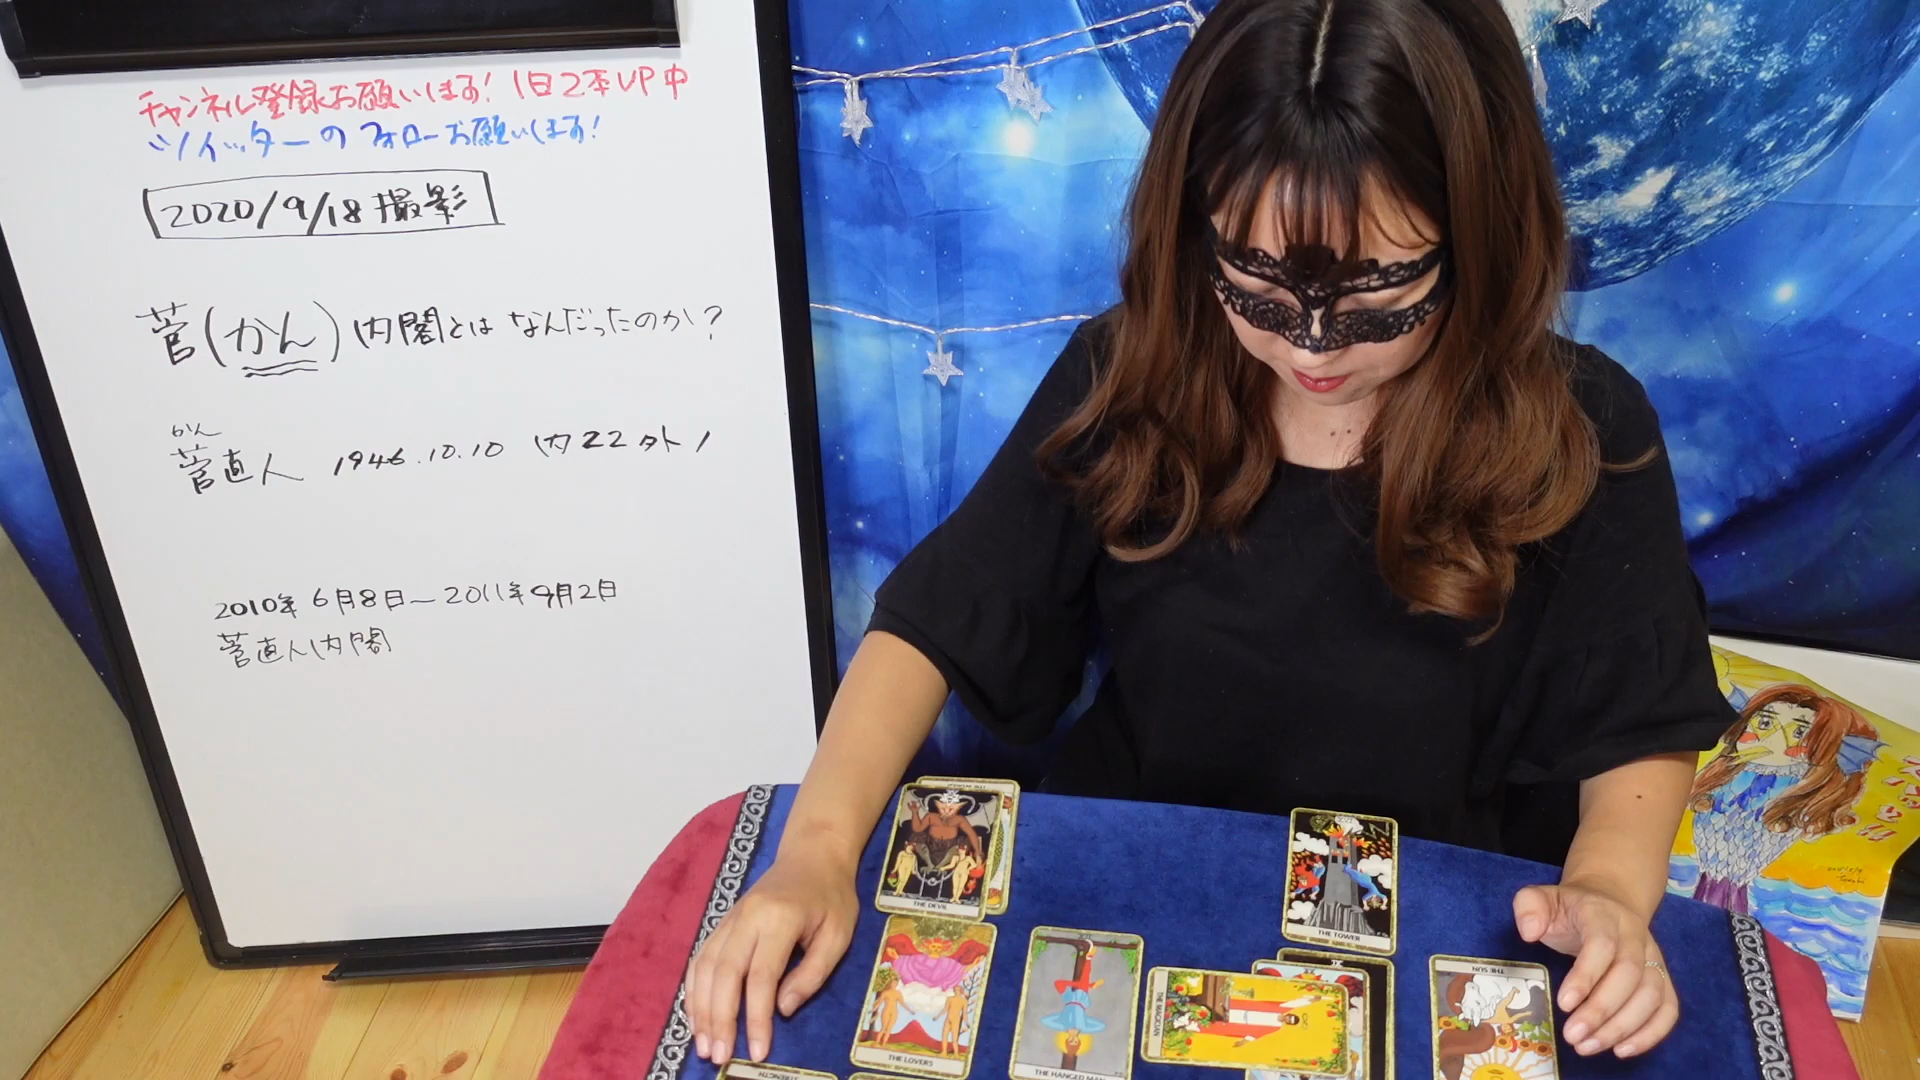 チャンネル登録お願いします! 1日2本UP中
ツイッターのフォローお願いします!
2020/9/18撮影
菅(かん)内閣とはなんだったのか?
かん
菅直人 1946.10.10 内22外1
2010年6月8日~2011年9月2日
菅直人内閣
THE DEVIL
THE TOWER
THE LOVERS
THE HANGED MAN
THE MAGICIAN
THE SUN
STRENGTH